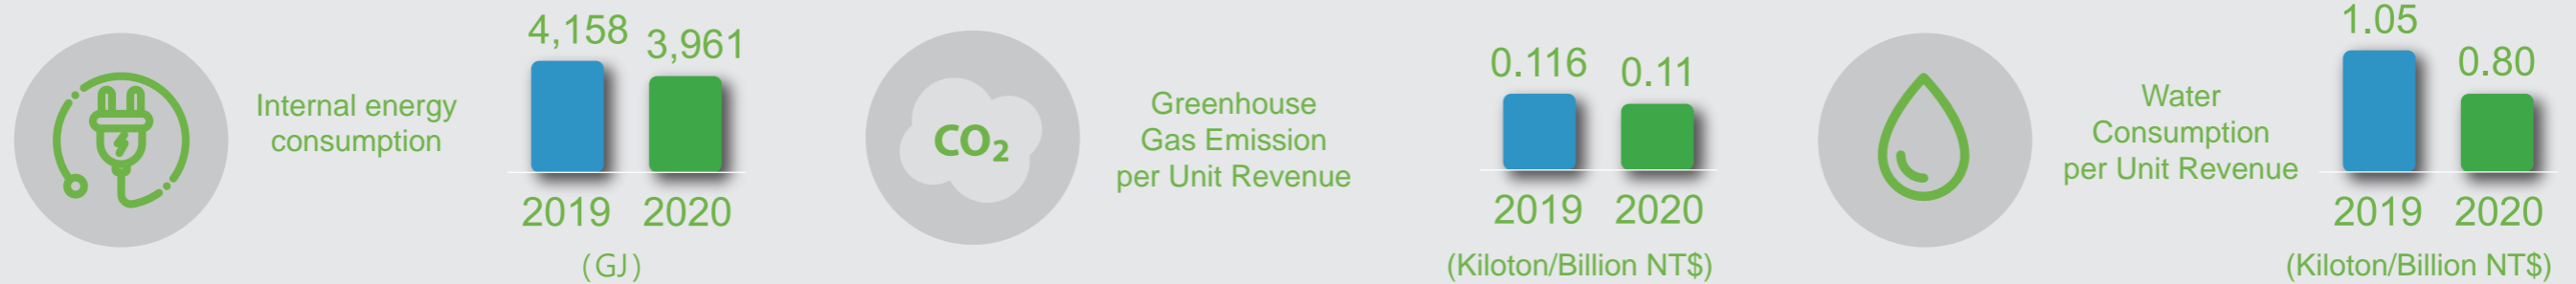 Internal energy
consumption
4,158
3,961
2019
2020
(GJ)
CO₂
Greenhouse
Gas Emission
per Unit Revenue
0.116
0.11
2019
2020
(Kiloton/Billion NT$)
Water
Consumption
per Unit Revenue
1.05
0.80
2019
2020
(Kiloton/Billion NT$)